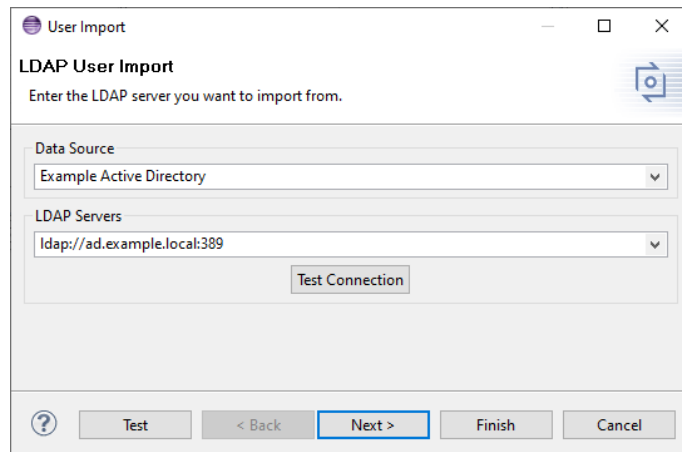 User Import
LDAP User Import
Enter the LDAP server you want to import from.
Data Source
Example Active Directory
LDAP Servers
ldap://ad.example.local:389
Test Connection
?
Test
< Back
Next >
Finish
Cancel